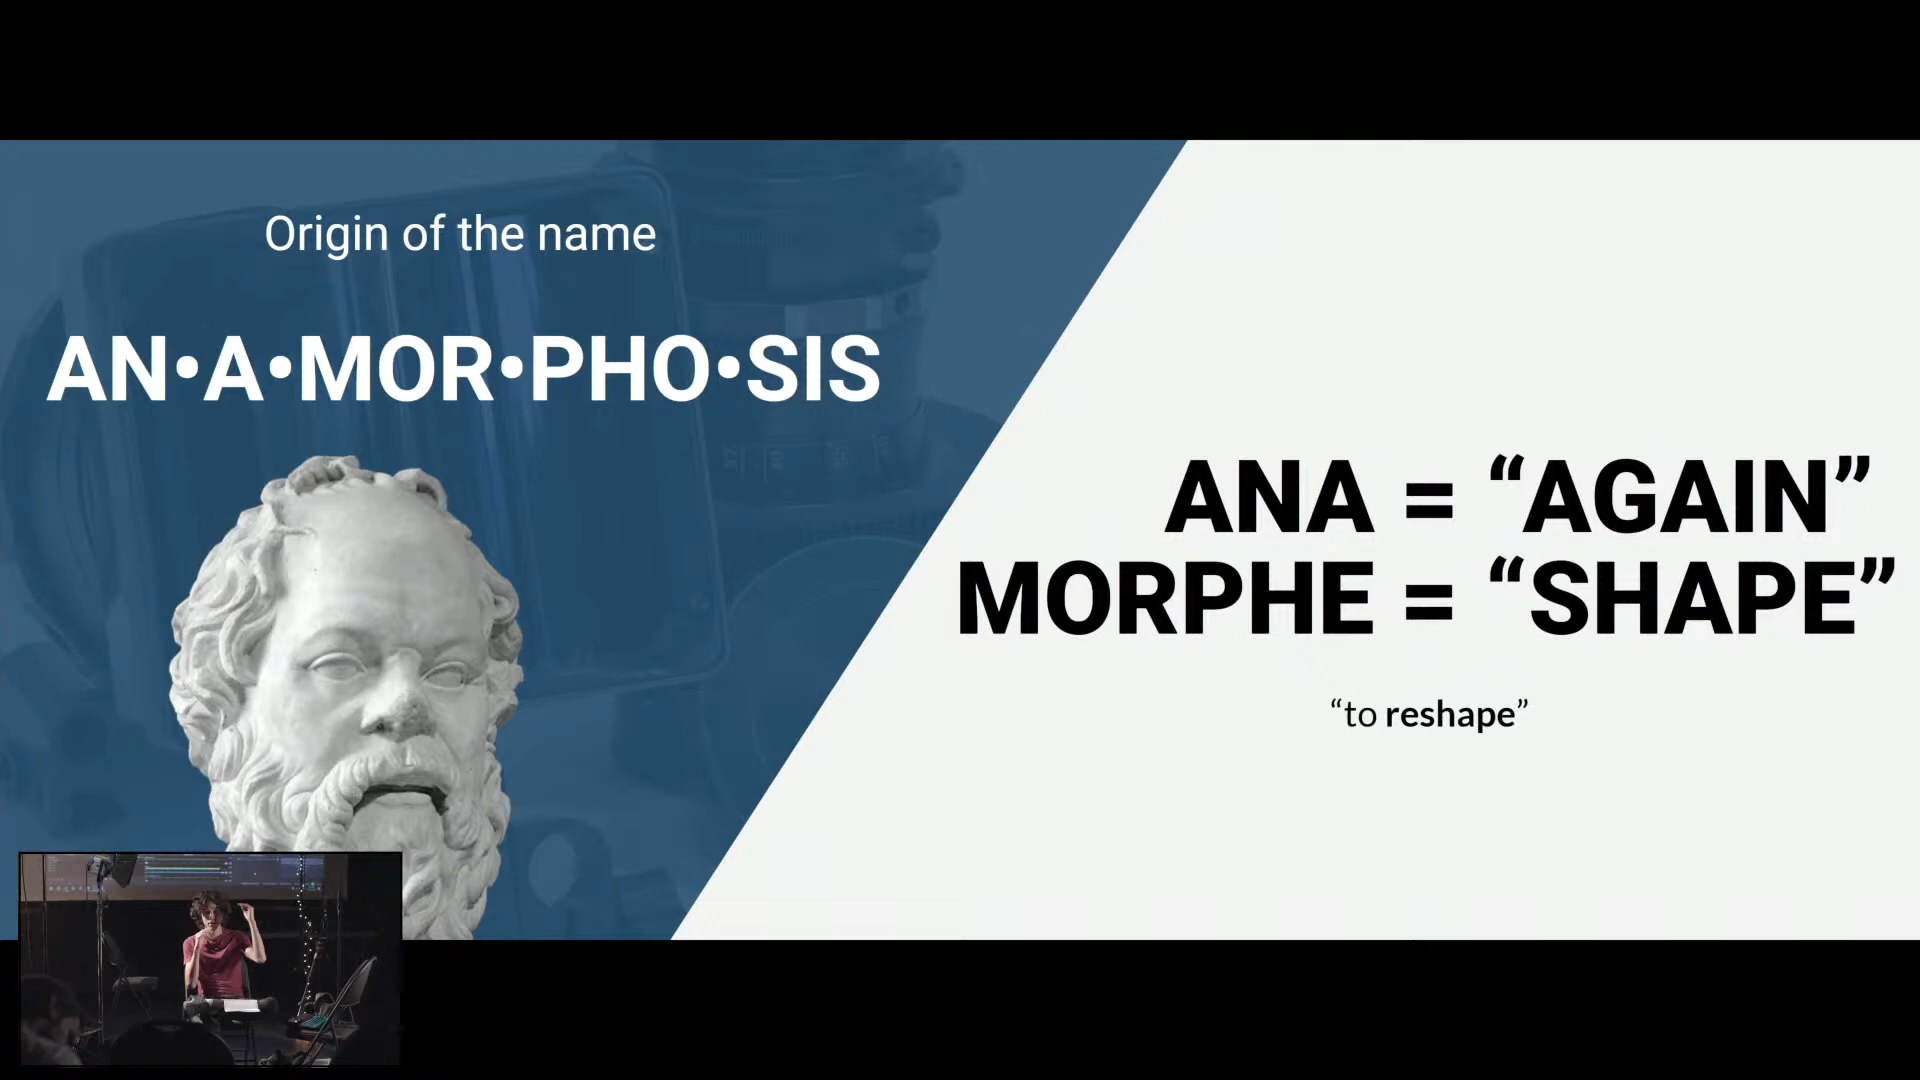 Origin of the name
AN•A•MOR•PHO•SIS
ANA = “AGAIN”
MORPHE = “SHAPE”
“to reshape”